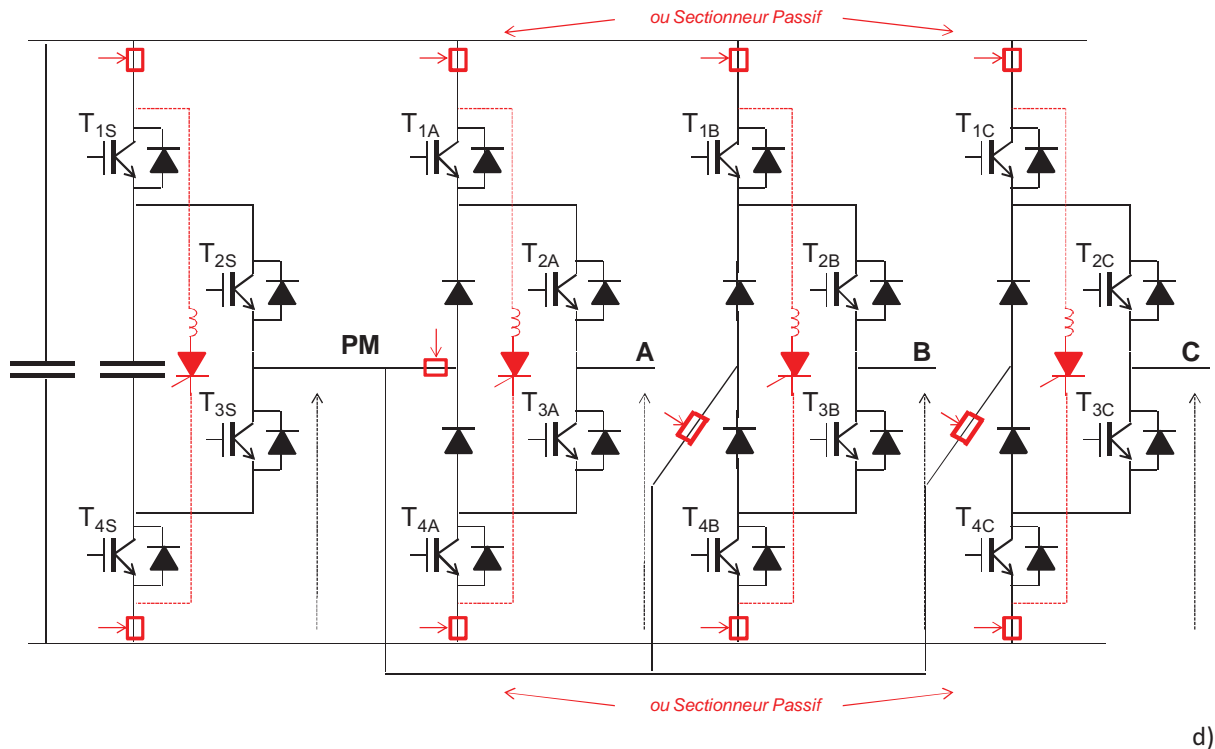 ou Sectionneur Passif
T1S T1A T1B T1C
T2S T2A T2B T2C
PM A B C
T3S T3A T3B T3C
T4S T4A T4B T4C
ou Sectionneur Passif
d)